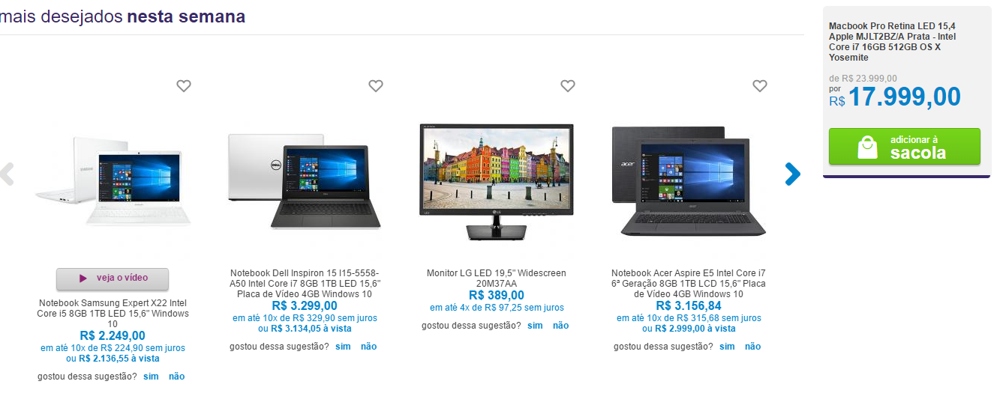 mais desejados nesta semana
Macbook Pro Retina LED 15,4
Apple MJLT2BZ/A Prata - Intel
Core i7 16GB 512GB OS X
Yosemite
de R$ 23.999,00
por
R$ 17.999,00
adicionar à
sacola
SAMSUNG
DELL
LG
acer
veja o vídeo
Notebook Samsung Expert X22 Intel
Core i5 8GB 1TB LED 15,6" Windows
10
R$ 2.249,00
em até 10x de R$ 224,90 sem juros
ou R$ 2.136,55 à vista
gostou dessa sugestão? sim não
Notebook Dell Inspiron 15 I15-5558-
A50 Intel Core i7 8GB 1TB LED 15,6"
Placa de Vídeo 4GB Windows 10
R$ 3.299,00
em até 10x de R$ 329,90 sem juros
ou R$ 3.134,05 à vista
gostou dessa sugestão? sim não
Monitor LG LED 19,5" Widescreen
20M37AA
R$ 389,00
em até 4x de R$ 97,25 sem juros
gostou dessa sugestão? sim não
Notebook Acer Aspire E5 Intel Core i7
6ª Geração 8GB 1TB LCD 15,6" Placa
de Vídeo 4GB Windows 10
R$ 3.156,84
em até 10x de R$ 315,68 sem juros
ou R$ 2.999,00 à vista
gostou dessa sugestão? sim não